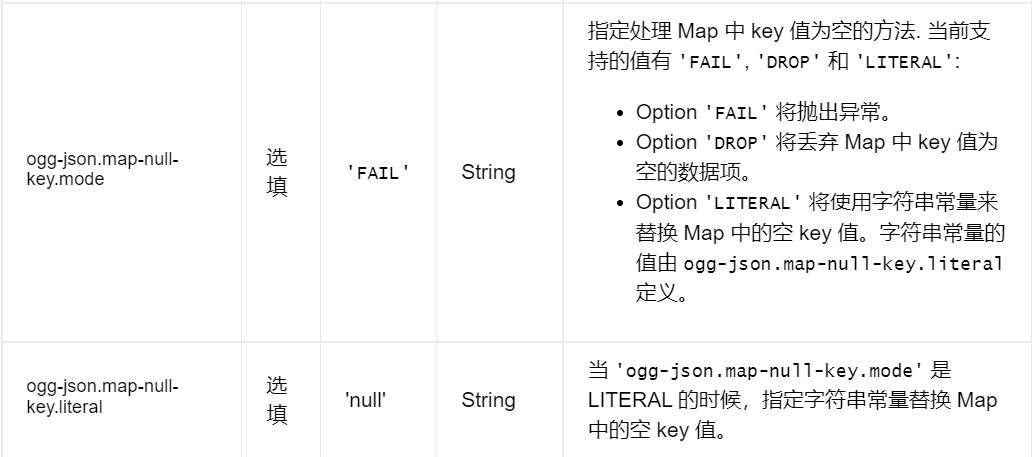 ogg-json.map-null-
key.mode
选
填
'FAIL'
String
指定处理 Map 中 key 值为空的方法. 当前支
持的值有 'FAIL', 'DROP' 和 'LITERAL':
• Option 'FAIL' 将抛出异常。
• Option 'DROP' 将丢弃 Map 中 key 值为
空的数据项。
• Option 'LITERAL' 将使用字符串常量来
替换 Map 中的空 key 值。字符串常量的
值由 ogg-json.map-null-key.literal
定义。
ogg-json.map-null-
key.literal
选
填
'null'
String
当 'ogg-json.map-null-key.mode' 是
LITERAL 的时候，指定字符串常量替换 Map
中的空 key 值。